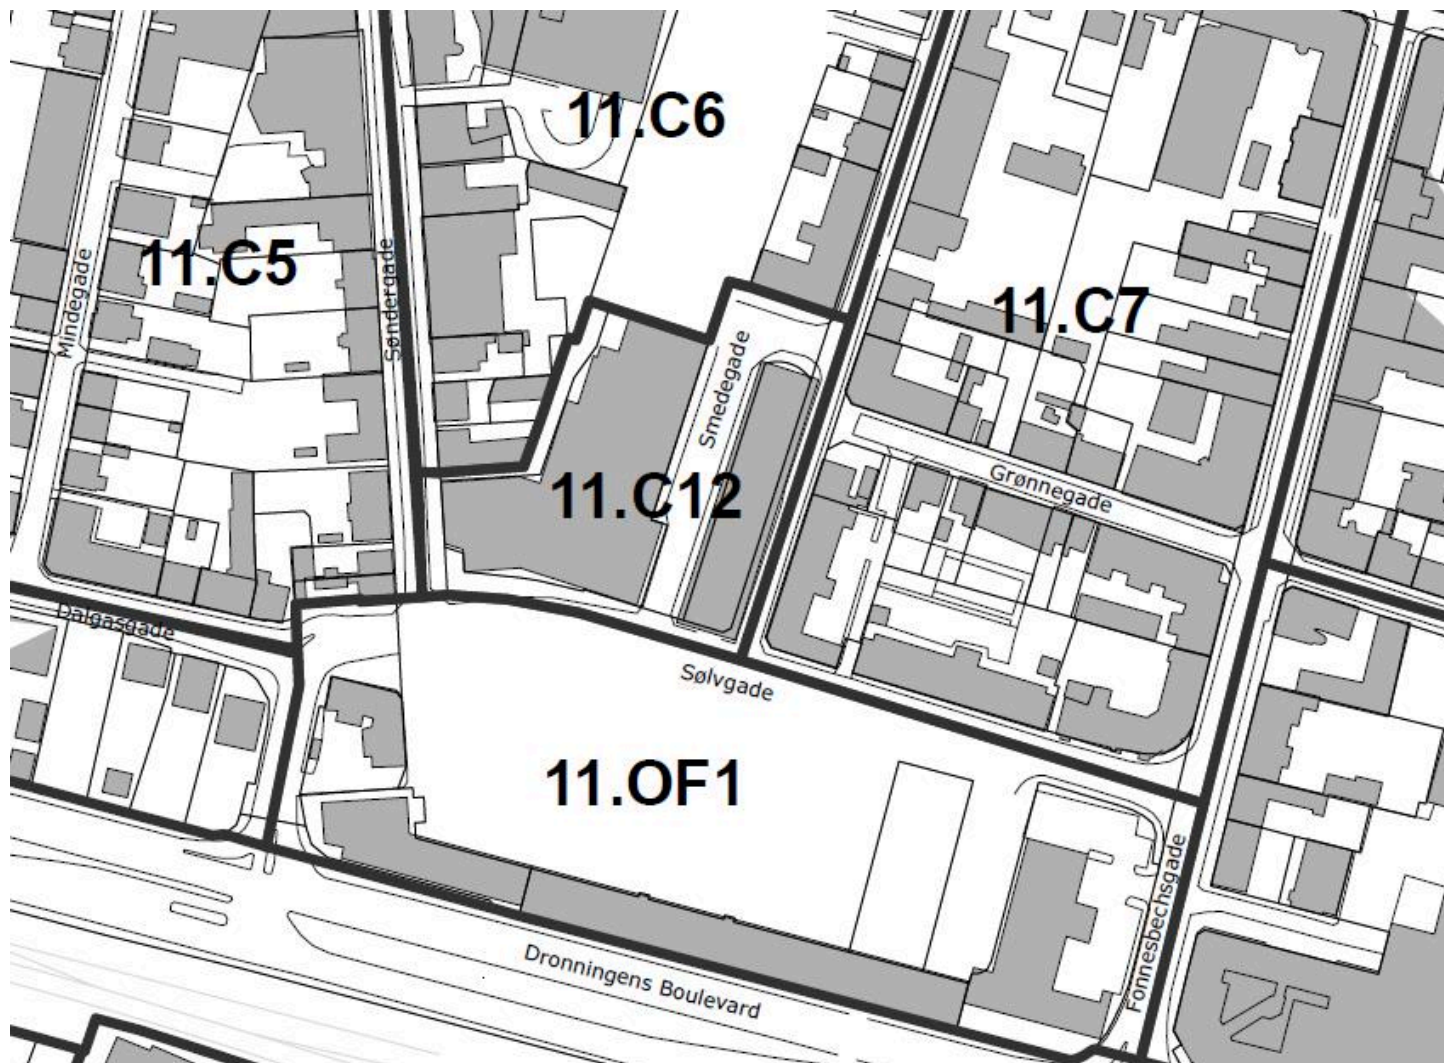 11.C6
11.C5
Mindegade
Søndergade
11.C7
Smedegade
11.C12
Grønnegade
Dalgasgade
Sølvgade
11.OF1
Fonnesbechsgade
Dronningens Boulevard